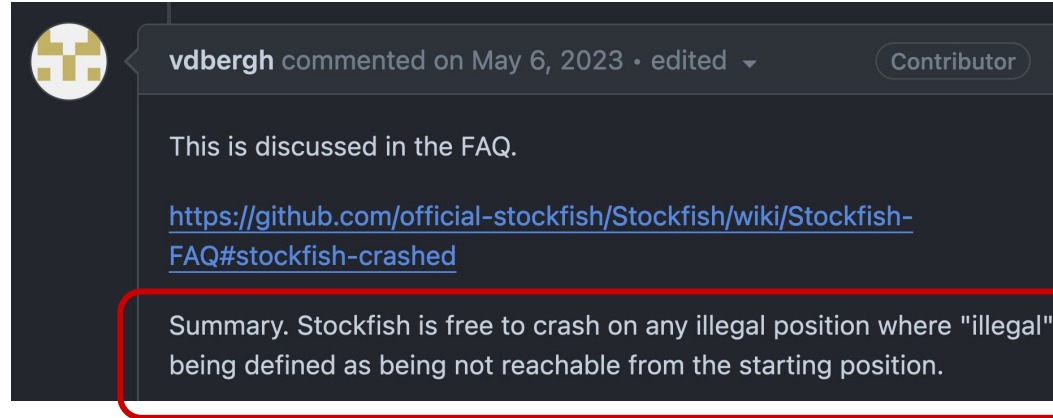 vdbergh commented on May 6, 2023 • edited
Contributor
This is discussed in the FAQ.
https://github.com/official-stockfish/Stockfish/wiki/Stockfish-
FAQ#stockfish-crashed
Summary. Stockfish is free to crash on any illegal position where "illegal"
being defined as being not reachable from the starting position.